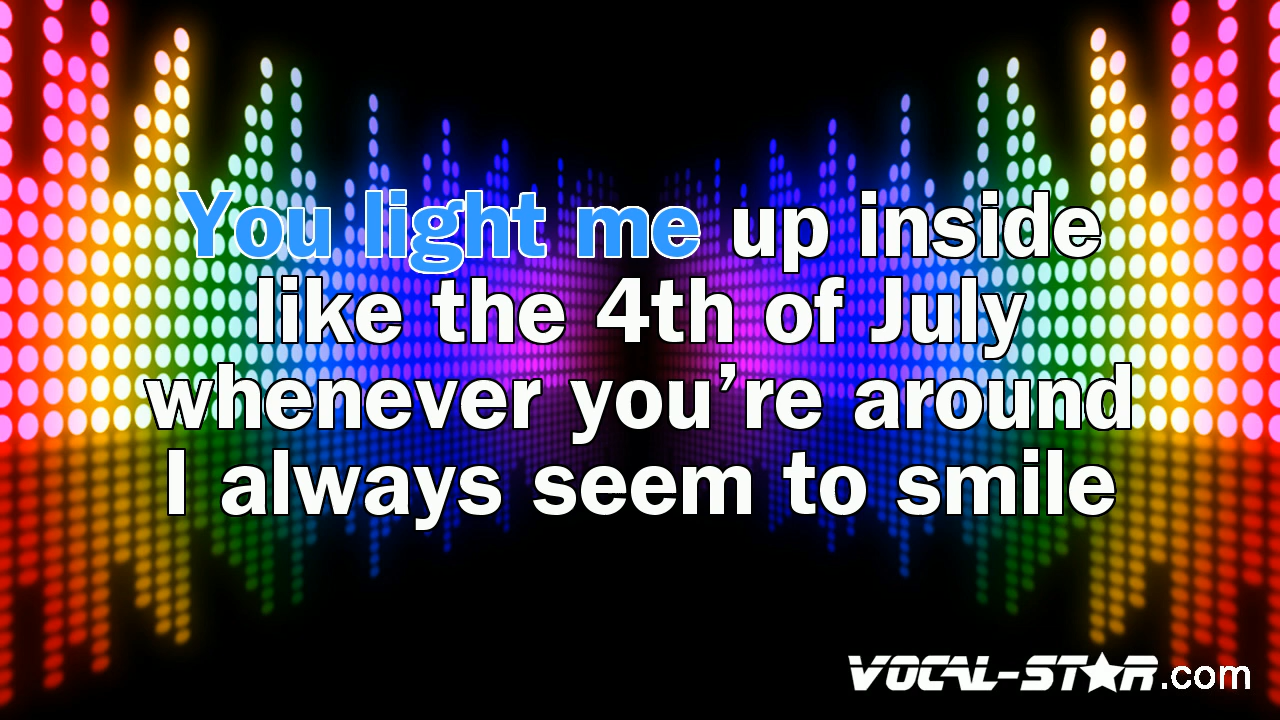 You light me up inside
like the 4th of July
whenever you're around
I always seem to smile
VOCAL-STAR.com